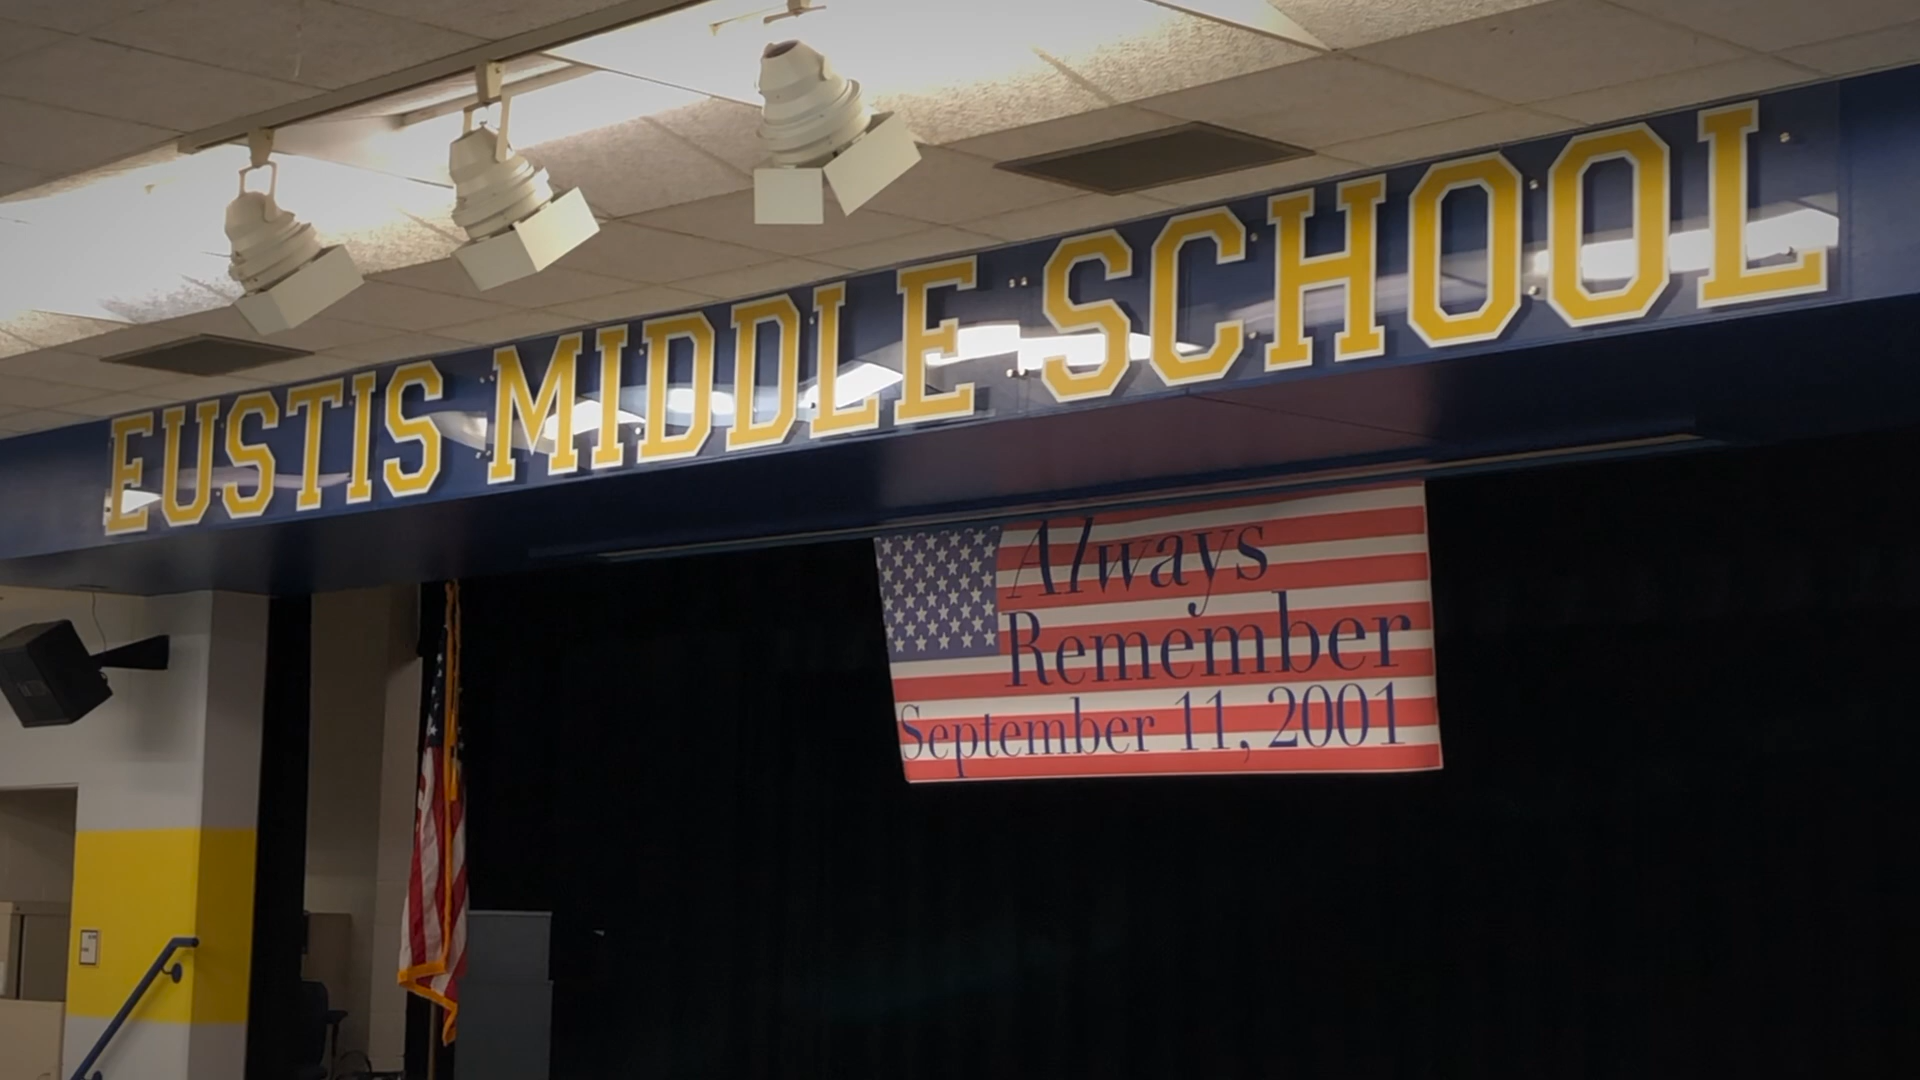 EUSTIS MIDDLE SCHOOL
Always
Remember
September 11, 2001